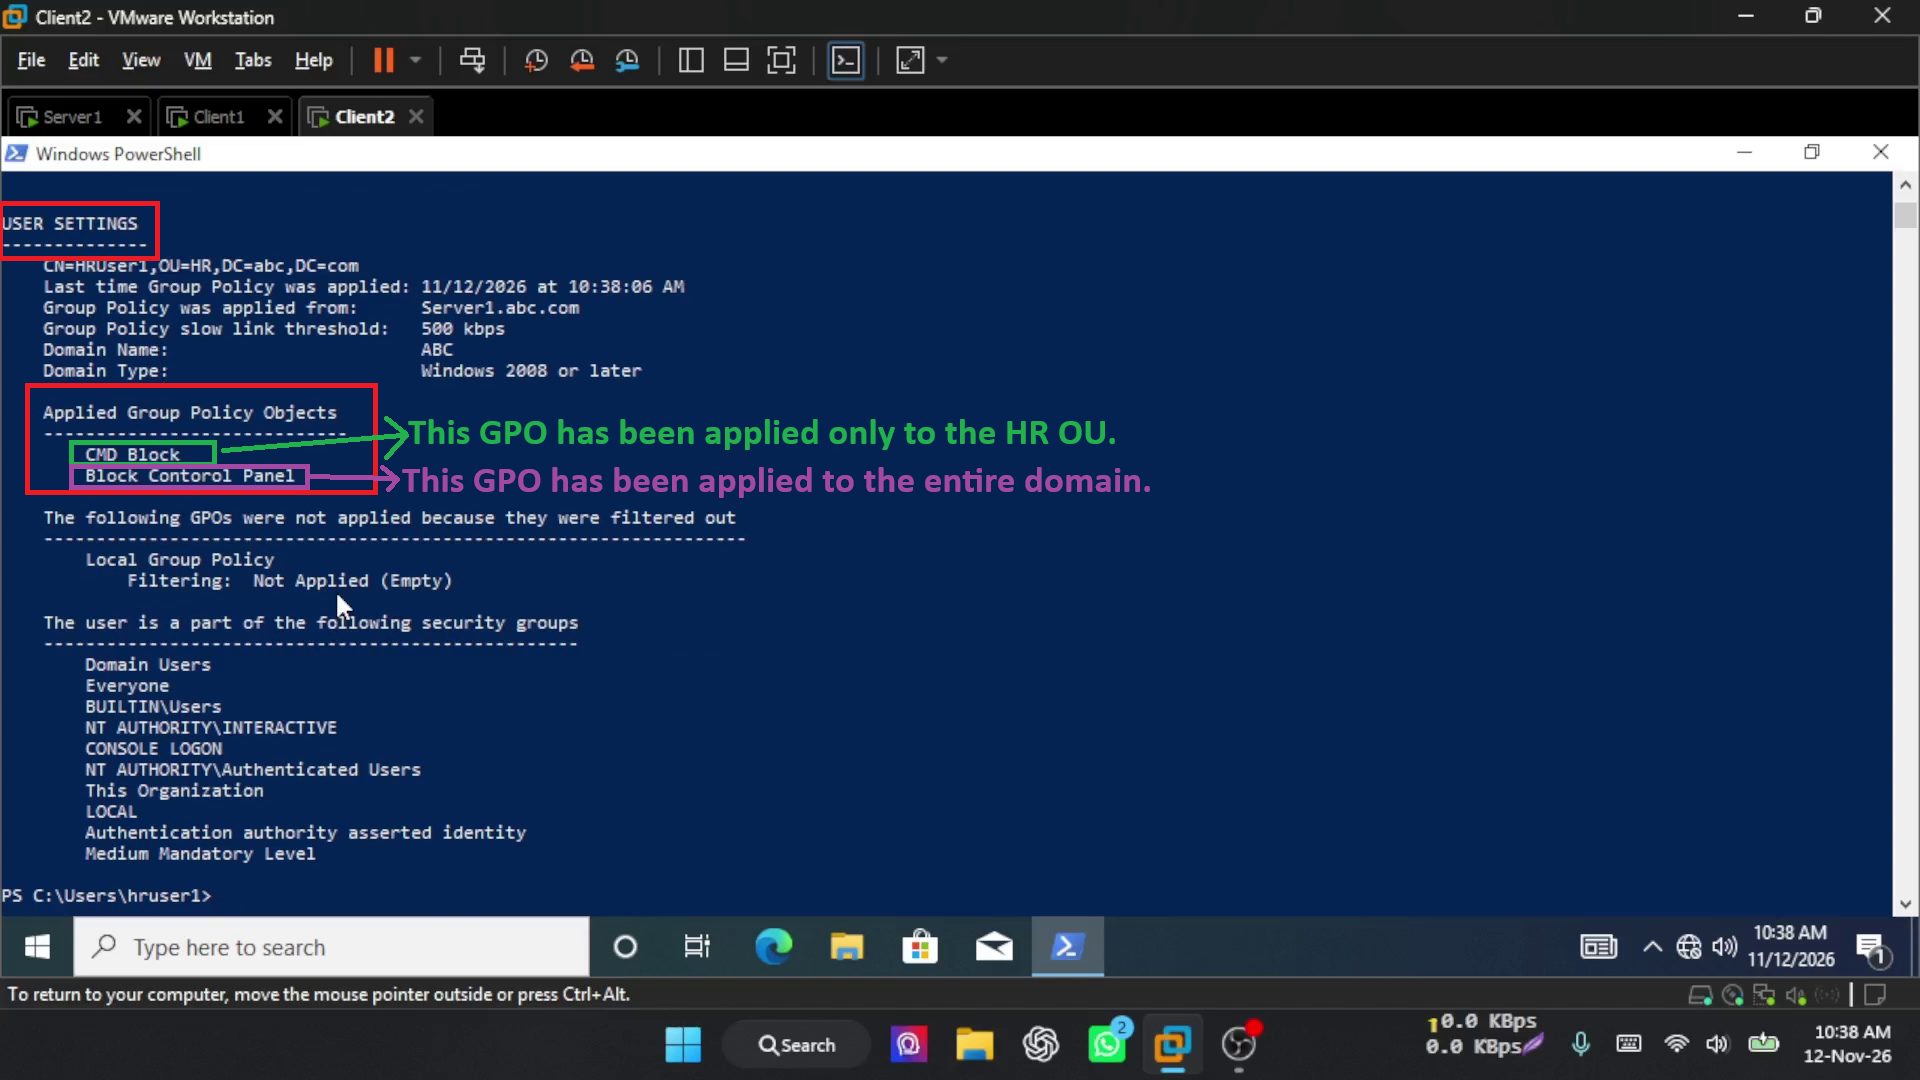 Client2 - VMware Workstation
File Edit View VM Tabs Help
Server1 Client1 Client2
Windows PowerShell
USER SETTINGS
--------------
CN=HRUser1,OU=HR,DC=abc,DC=com
Last time Group Policy was applied: 11/12/2026 at 10:38:06 AM
Group Policy was applied from: Server1.abc.com
Group Policy slow link threshold: 500 kbps
Domain Name: ABC
Domain Type: Windows 2008 or later
Applied Group Policy Objects
-----------------------------
This GPO has been applied only to the HR OU.
CMD Block
Block Contorol Panel
This GPO has been applied to the entire domain.
The following GPOs were not applied because they were filtered out
-------------------------------------------------------------------
Local Group Policy
Filtering: Not Applied (Empty)
The user is a part of the following security groups
---------------------------------------------------
Domain Users
Everyone
BUILTIN\Users
NT AUTHORITY\INTERACTIVE
CONSOLE LOGON
NT AUTHORITY\Authenticated Users
This Organization
LOCAL
Authentication authority asserted identity
Medium Mandatory Level
PS C:\Users\hruser1>
Type here to search
10:38 AM
11/12/2026
1
To return to your computer, move the mouse pointer outside or press Ctrl+Alt.
Search
2
0.0 KBps
0.0 KBps
10:38 AM
12-Nov-26